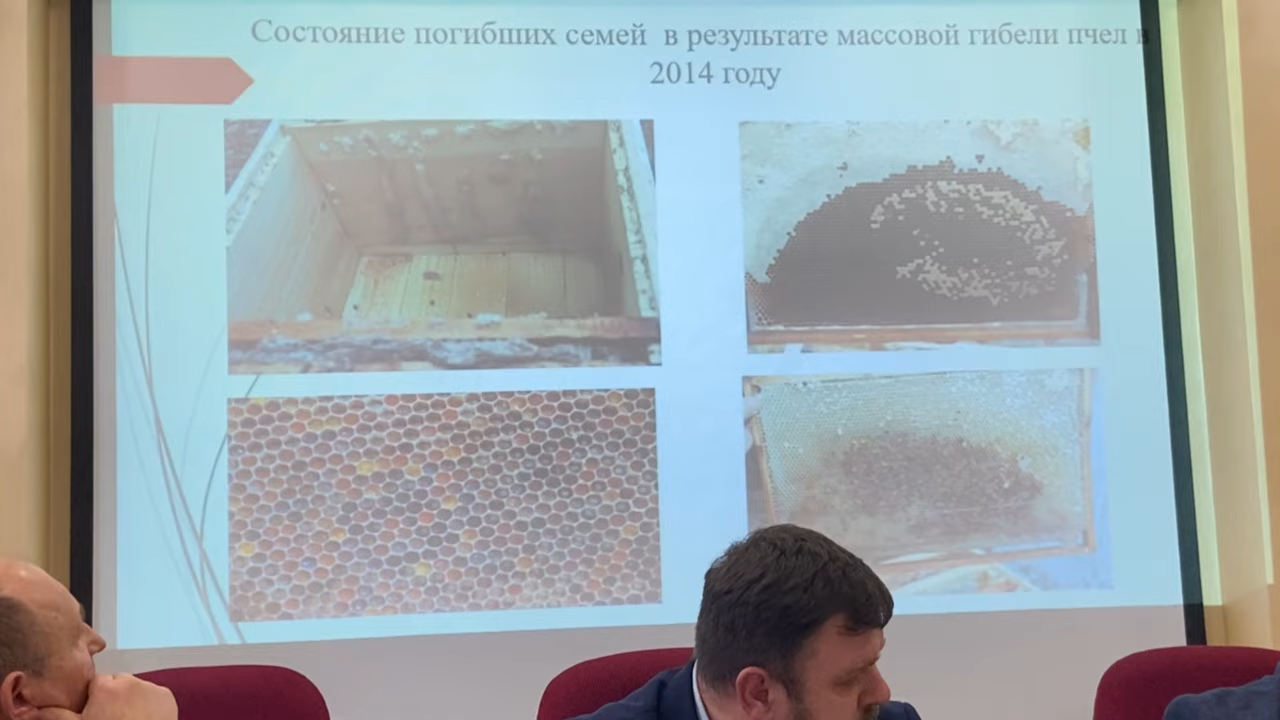 Состояние погибших семей в результате массовой гибели пчел в
2014 году